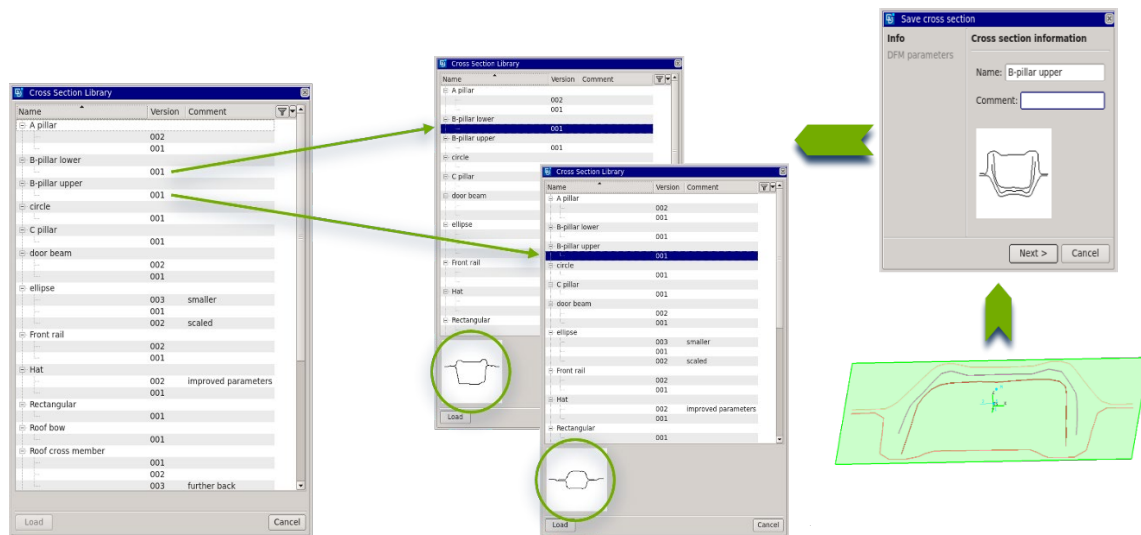 Cross Section Library
Name Version Comment
A pillar
002
001
B-pillar lower
001
B-pillar upper
001
circle
001
C pillar
001
door beam
002
001
ellipse
003 smaller
001
002 scaled
Front rail
002
001
Hat
002 improved parameters
001
Rectangular
001
Roof bow
001
Roof cross member
001
002
003 further back
Load Cancel
Cross Section Library
Name Version Comment
A pillar
002
001
B-pillar lower
001
B-pillar upper
001
circle
C pillar
door beam
ellipse
Front rail
Hat
Rectangular
Load
Cross Section Library
Name Version Comment
A pillar
002
001
B-pillar lower
001
B-pillar upper
001
circle
001
C pillar
001
door beam
002
001
ellipse
003 smaller
001
002 scaled
Front rail
002
001
Hat
002 improved parameters
001
Rectangular
001
Load Cancel
Save cross section
Info
DFM parameters
Cross section information
Name: B-pillar upper
Comment:
Next > Cancel